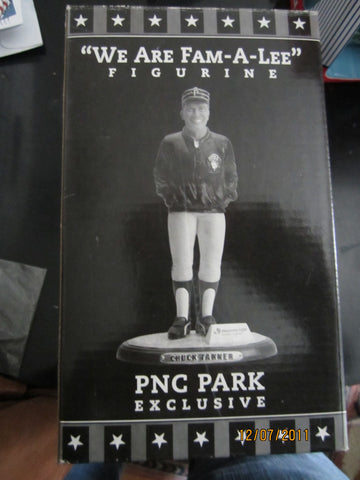 “WE ARE FAM-A-LEE”
FIGURINE
CHUCK TANNER
PNC PARK
EXCLUSIVE
12/07/2011